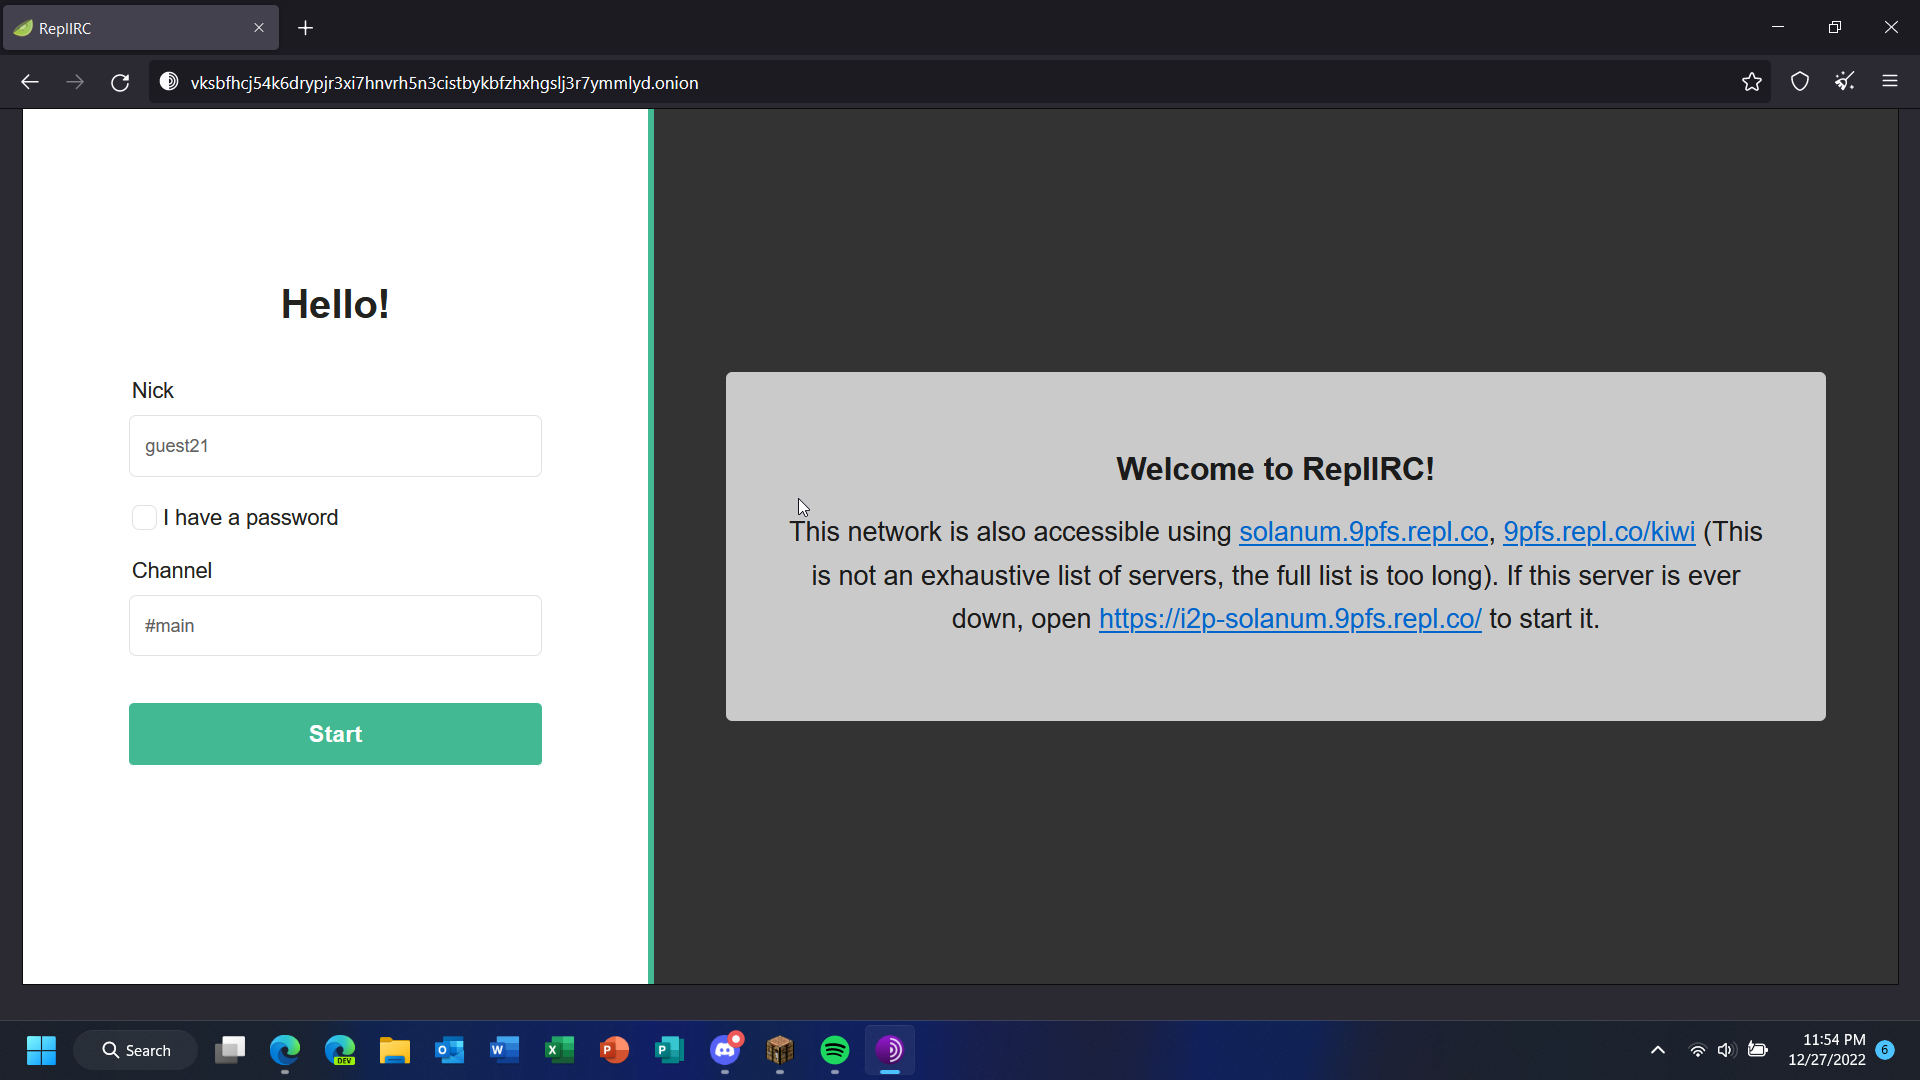 ReplIRC
vksbfhcj54k6drypjr3xi7hnvrh5n3cistbykbfzhxhgslj3r7ymmlyd.onion
Hello!
Nick
guest21
I have a password
Channel
#main
Start
Welcome to ReplIRC!
This network is also accessible using solanum.9pfs.repl.co, 9pfs.repl.co/kiwi (This
is not an exhaustive list of servers, the full list is too long). If this server is ever
down, open https://i2p-solanum.9pfs.repl.co/ to start it.
Search
DEV
O
W
X
P
P
11:54 PM
12/27/2022
6